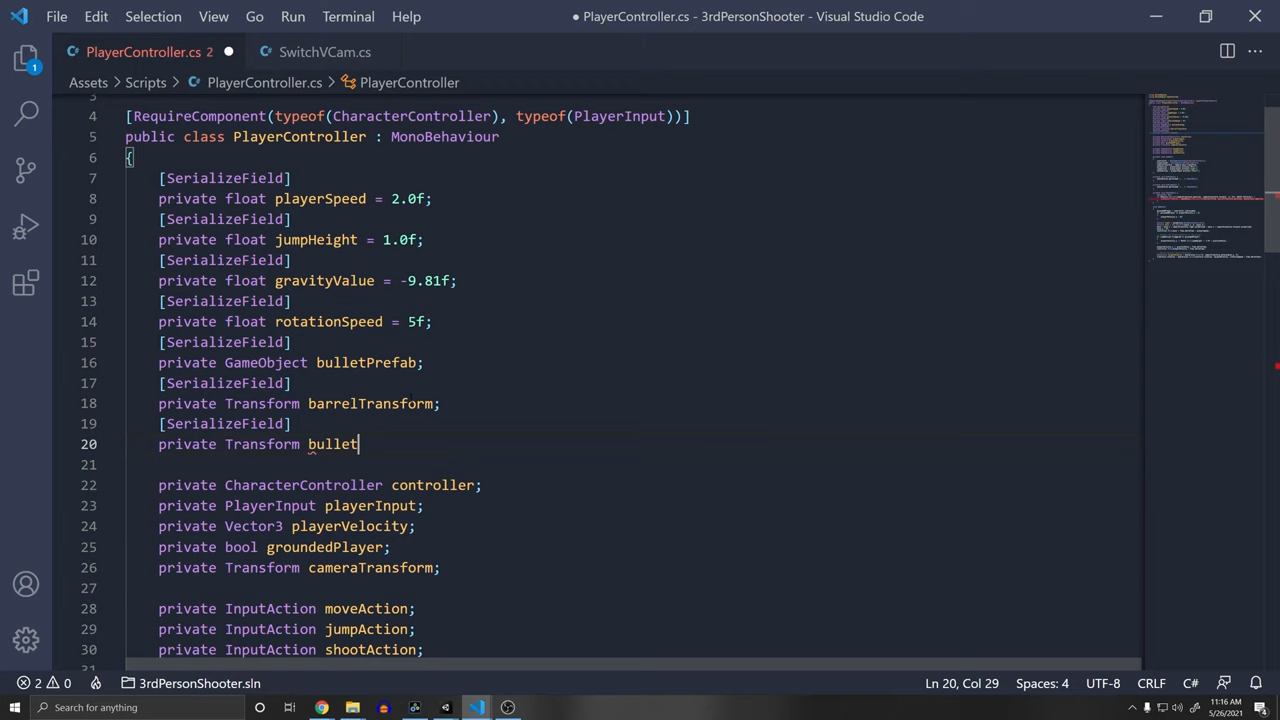 File Edit Selection View Go Run Terminal Help
● PlayerController.cs - 3rdPersonShooter - Visual Studio Code
PlayerController.cs 2 ●
SwitchVCam.cs
Assets > Scripts > PlayerController.cs > PlayerController
3
4 [RequireComponent(typeof(CharacterController), typeof(PlayerInput))]
5 public class PlayerController : MonoBehaviour
6 {
7 [SerializeField]
8 private float playerSpeed = 2.0f;
9 [SerializeField]
10 private float jumpHeight = 1.0f;
11 [SerializeField]
12 private float gravityValue = -9.81f;
13 [SerializeField]
14 private float rotationSpeed = 5f;
15 [SerializeField]
16 private GameObject bulletPrefab;
17 [SerializeField]
18 private Transform barrelTransform;
19 [SerializeField]
20 private Transform bullet
21
22 private CharacterController controller;
23 private PlayerInput playerInput;
24 private Vector3 playerVelocity;
25 private bool groundedPlayer;
26 private Transform cameraTransform;
27
28 private InputAction moveAction;
29 private InputAction jumpAction;
30 private InputAction shootAction;
31
1
2 0 3rdPersonShooter.sln Ln 20, Col 29 Spaces: 4 UTF-8 CRLF C#
Search for anything
11:16 AM
5/26/2021
4